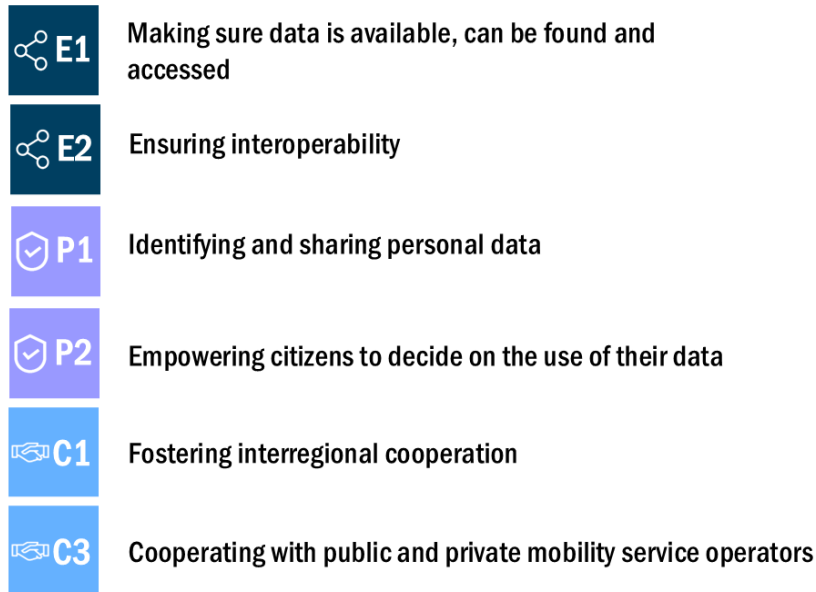 E1 Making sure data is available, can be found and
accessed
E2 Ensuring interoperability
P1 Identifying and sharing personal data
P2 Empowering citizens to decide on the use of their data
C1 Fostering interregional cooperation
C3 Cooperating with public and private mobility service operators